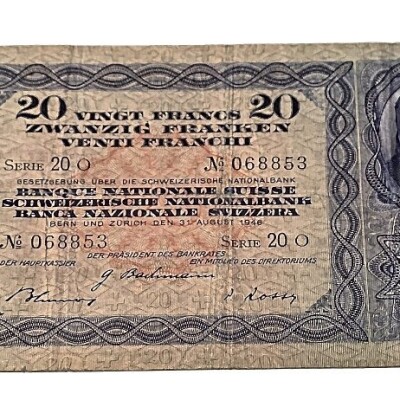 20 VINGT FRANCS 20
ZWANZIG FRANKEN
VENTI FRANCHI
SERIE 20 O № 068853
GESETZGEBUNG ÜBER DIE SCHWEIZERISCHE NATIONALBANK
BANQUE NATIONALE SUISSE
SCHWEIZERISCHE NATIONALBANK
BANCA NAZIONALE SVIZZERA
BERN UND ZÜRICH DEN 31. AUGUST 1946
№ 068853 SERIE 20 O
DER HAUPTKASSIER DER PRÄSIDENT DES BANKRATES EIN MITGLIED DES DIREKTORIUMS
G Bachmann Rossy